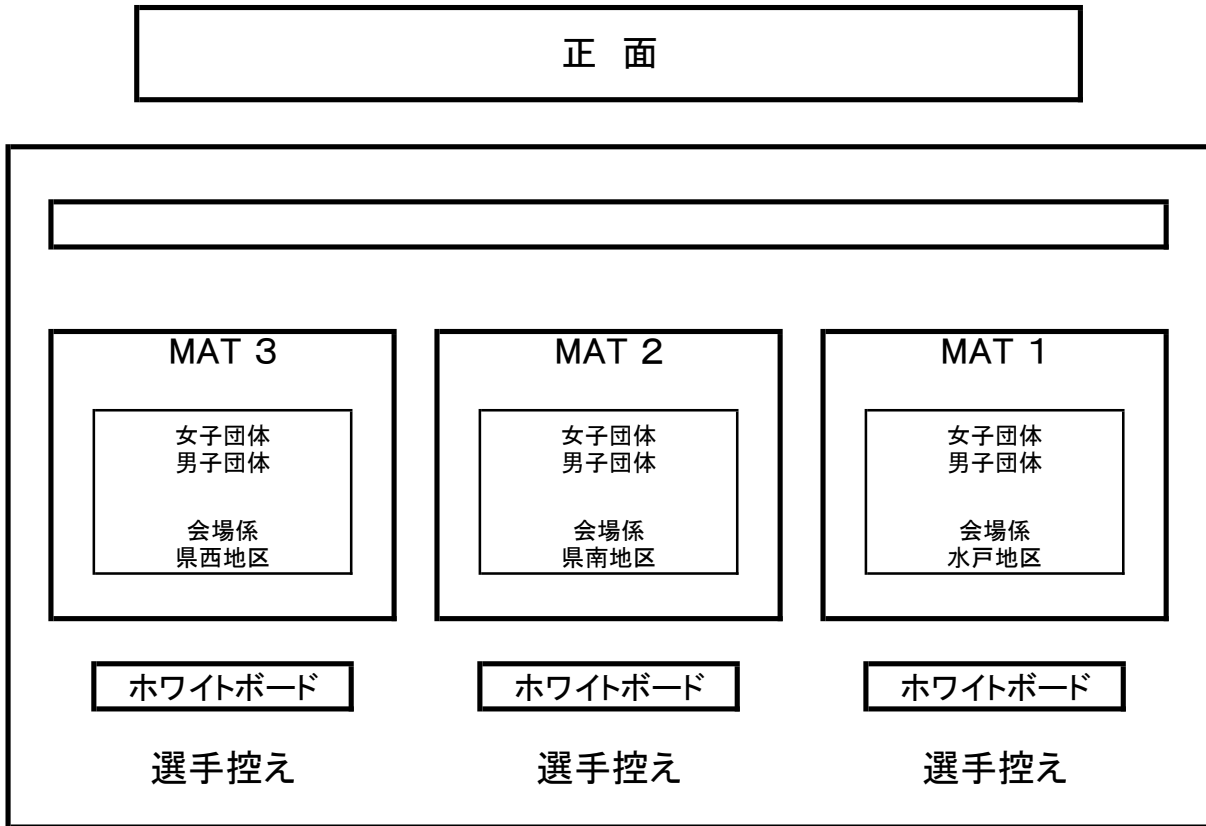 正 面
MAT 3
女子団体
男子団体
会場係
県西地区
MAT 2
女子団体
男子団体
会場係
県南地区
MAT 1
女子団体
男子団体
会場係
水戸地区
ホワイトボード
ホワイトボード
ホワイトボード
選手控え
選手控え
選手控え